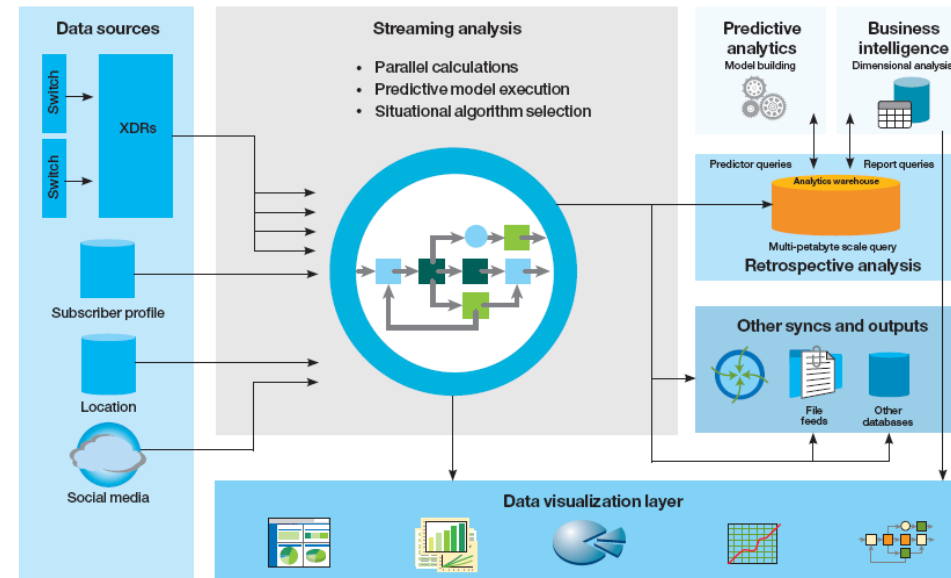 Data sources
Switch
Switch
XDRs
Subscriber profile
Location
Social media
Streaming analysis
• Parallel calculations
• Predictive model execution
• Situational algorithm selection
Predictive
analytics
Model building
Business
intelligence
Dimensional analysis
Predictor queries
Report queries
Analytics warehouse
Multi-petabyte scale query
Retrospective analysis
Other syncs and outputs
File
feeds
Other
databases
Data visualization layer